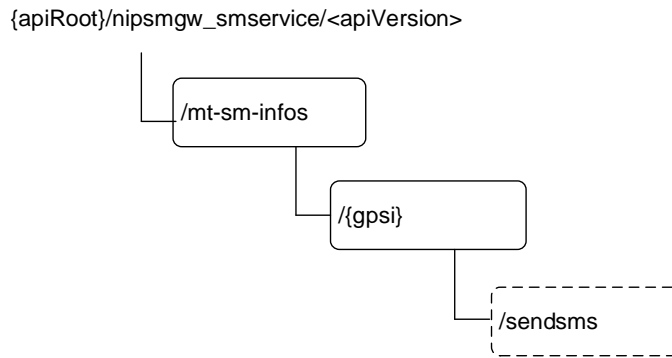 {apiRoot}/nipsmgw_smservice/<apiVersion>
/mt-sm-infos
/{gpsi}
/sendsms